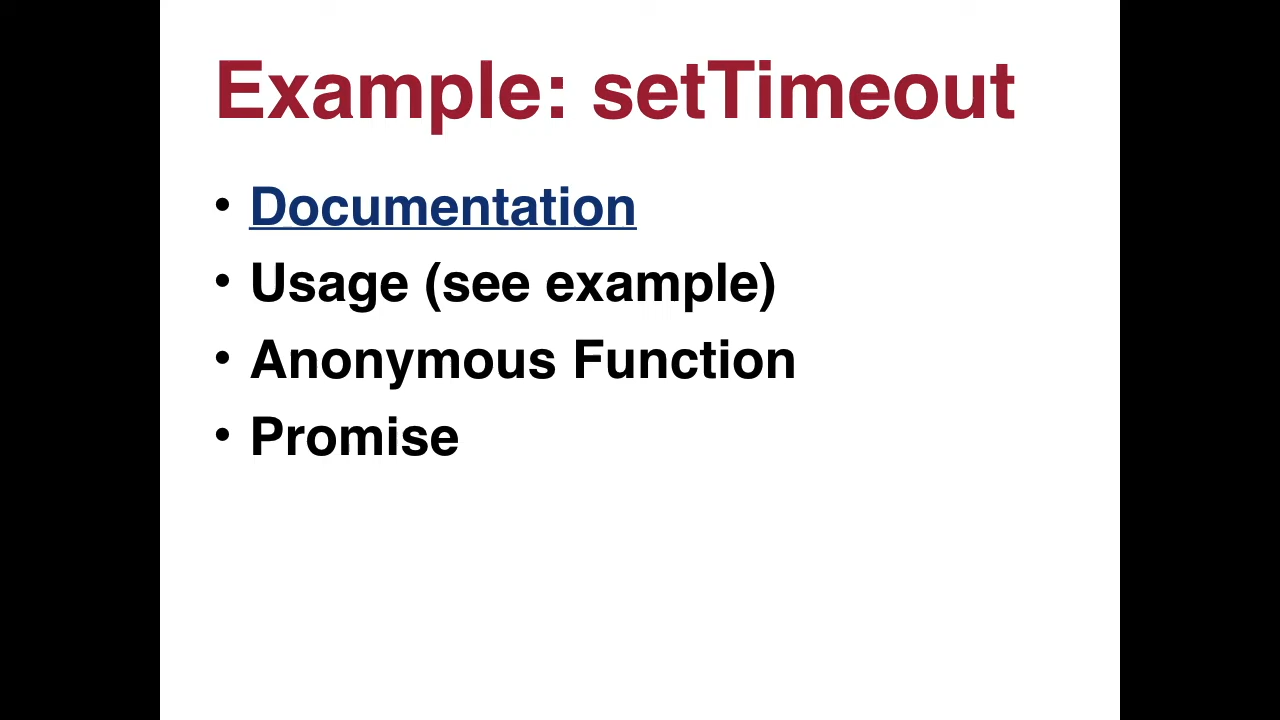 Example: setTimeout
• Documentation
• Usage (see example)
• Anonymous Function
• Promise